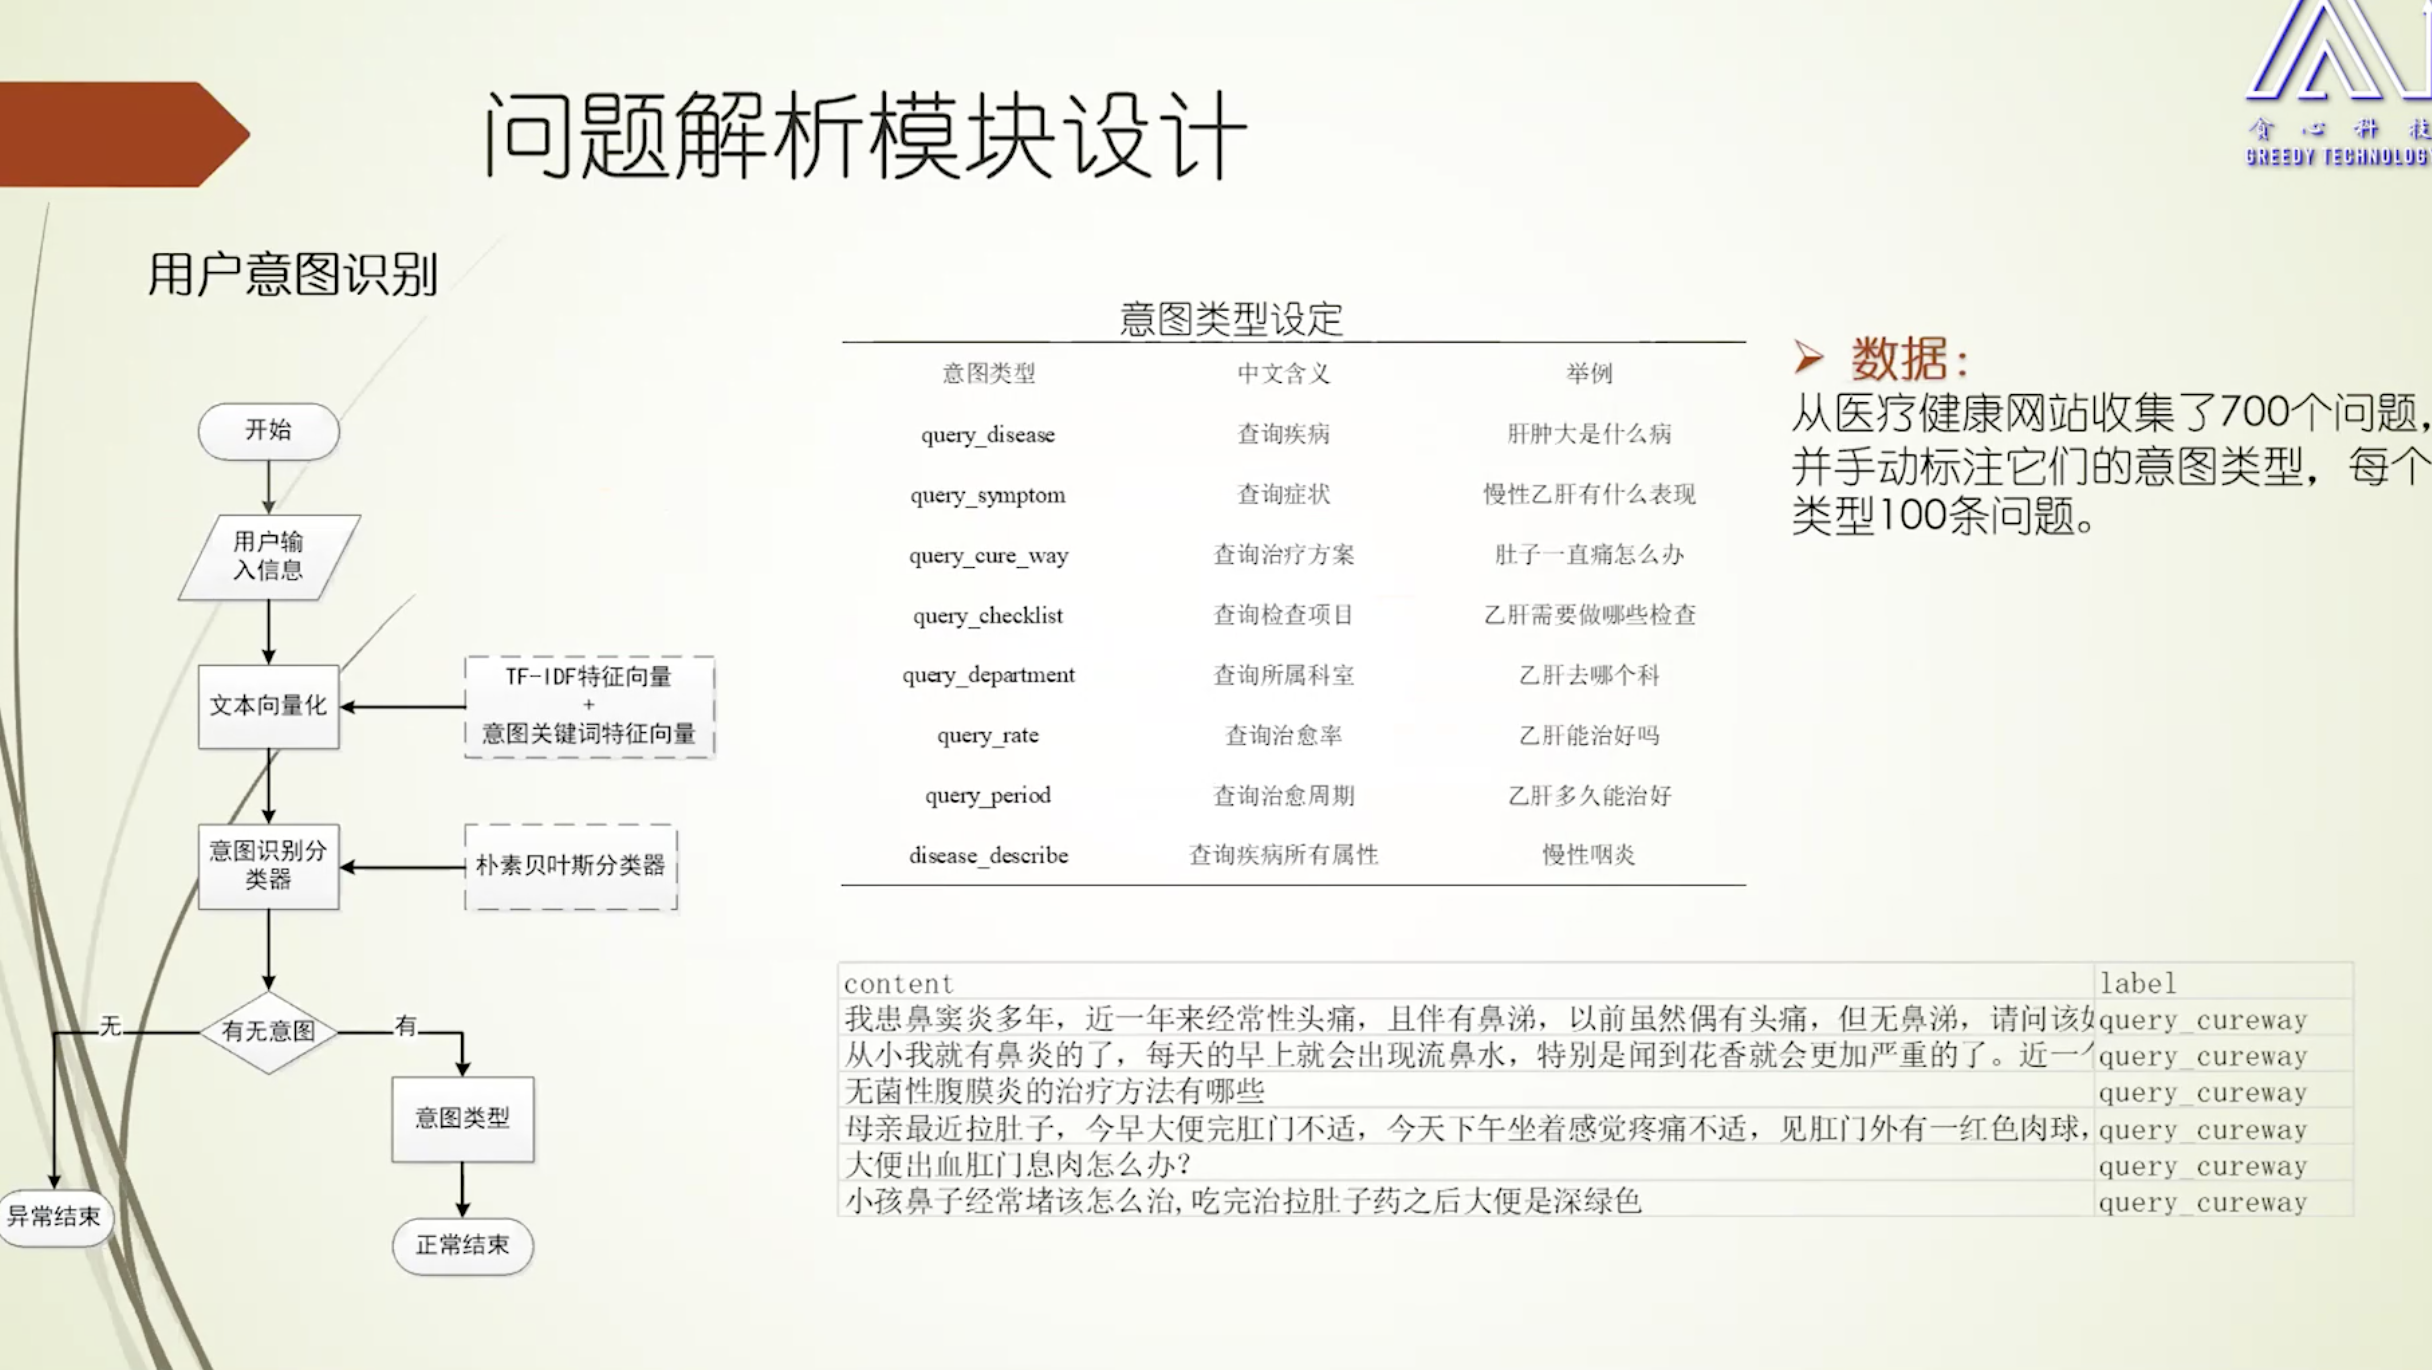 问题解析模块设计
贪心科技
GREEDY TECHNOLOGY
用户意图识别
开始
用户输
入信息
文本向量化
TF-IDF特征向量
+
意图关键词特征向量
意图识别分
类器
朴素贝叶斯分类器
有无意图
无
有
意图类型
异常结束
正常结束
意图类型设定
意图类型 中文含义 举例
query_disease 查询疾病 肝肿大是什么病
query_symptom 查询症状 慢性乙肝有什么表现
query_cure_way 查询治疗方案 肚子一直痛怎么办
query_checklist 查询检查项目 乙肝需要做哪些检查
query_department 查询所属科室 乙肝去哪个科
query_rate 查询治愈率 乙肝能治好吗
query_period 查询治愈周期 乙肝多久能治好
disease_describe 查询疾病所有属性 慢性咽炎
数据：
从医疗健康网站收集了700个问题，
并手动标注它们的意图类型，每个
类型100条问题。
content label
我患鼻窦炎多年，近一年来经常性头痛，且伴有鼻涕，以前虽然偶有头痛，但无鼻涕，请问该 query_cureway
从小我就有鼻炎的了，每天的早上就会出现流鼻水，特别是闻到花香就会更加严重的了。近一 query_cureway
无菌性腹膜炎的治疗方法有哪些 query_cureway
母亲最近拉肚子，今早大便完肛门不适，今天下午坐着感觉疼痛不适，见肛门外有一红色肉球， query_cureway
大便出血肛门息肉怎么办？ query_cureway
小孩鼻子经常堵该怎么治,吃完治拉肚子药之后大便是深绿色 query_cureway